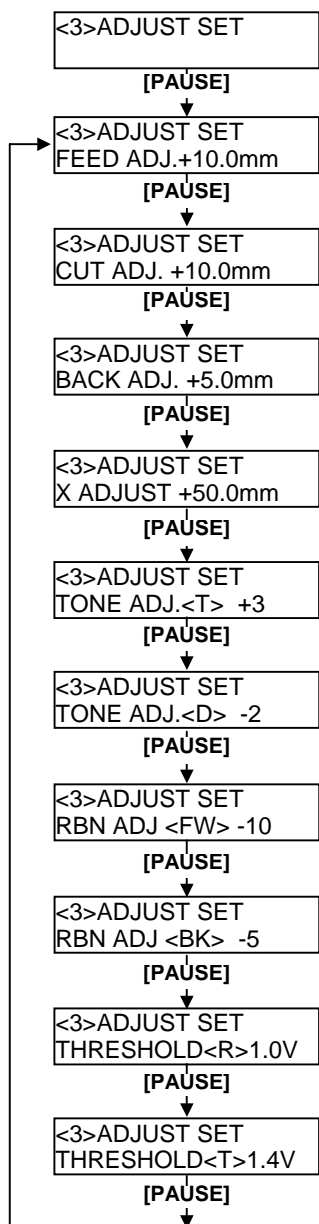 <3>ADJUST SET
[PAUSE]
<3>ADJUST SET
FEED ADJ.+10.0mm
[PAUSE]
<3>ADJUST SET
CUT ADJ. +10.0mm
[PAUSE]
<3>ADJUST SET
BACK ADJ. +5.0mm
[PAUSE]
<3>ADJUST SET
X ADJUST +50.0mm
[PAUSE]
<3>ADJUST SET
TONE ADJ.<T> +3
[PAUSE]
<3>ADJUST SET
TONE ADJ.<D> -2
[PAUSE]
<3>ADJUST SET
RBN ADJ <FW> -10
[PAUSE]
<3>ADJUST SET
RBN ADJ <BK> -5
[PAUSE]
<3>ADJUST SET
THRESHOLD<R>1.0V
[PAUSE]
<3>ADJUST SET
THRESHOLD<T>1.4V
[PAUSE]